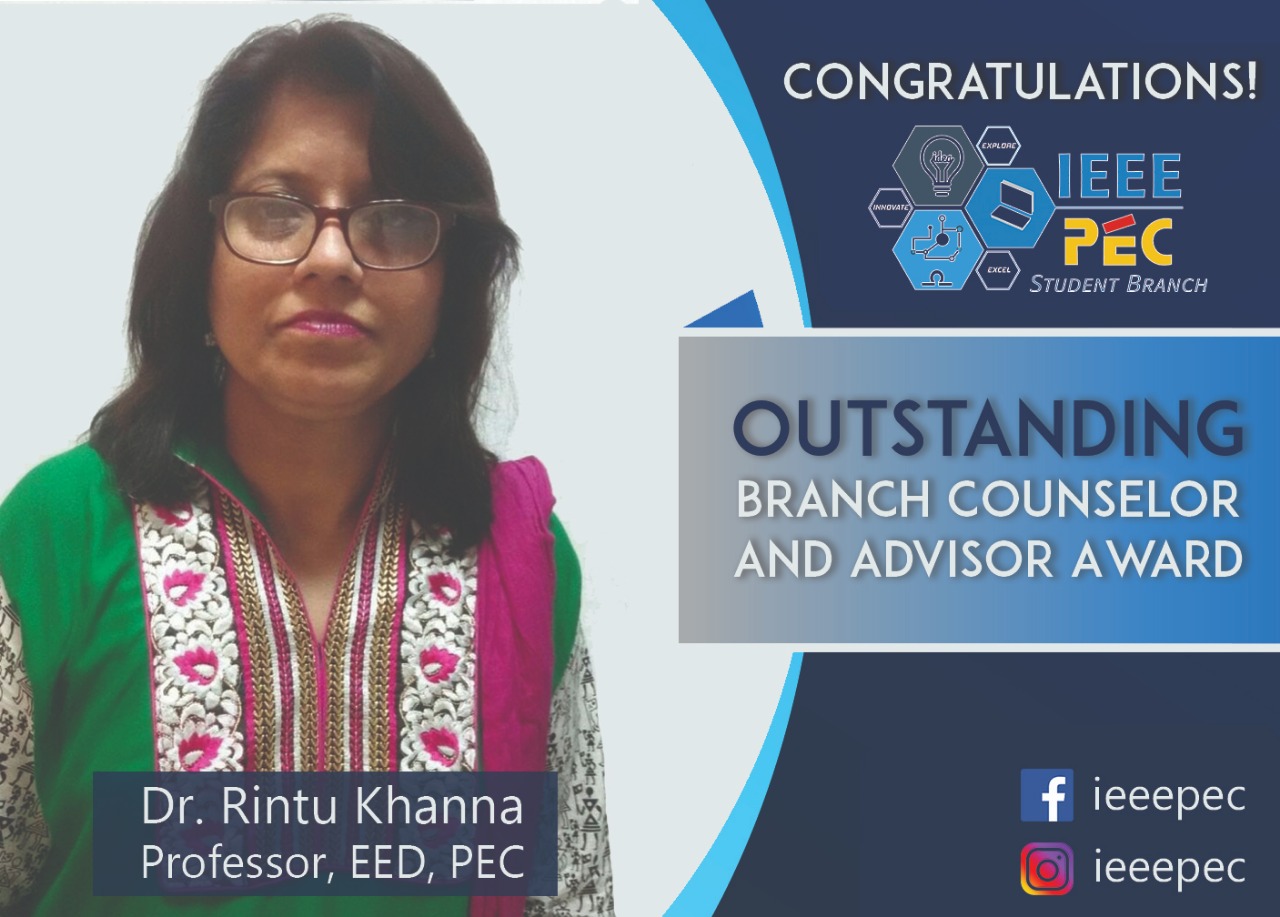 CONGRATULATIONS!
idea
EXPLORE
INNOVATE
EXCEL
IEEE
PEC
STUDENT BRANCH
OUTSTANDING
BRANCH COUNSELOR
AND ADVISOR AWARD
Dr. Rintu Khanna
Professor, EED, PEC
ieeepec
ieeepec